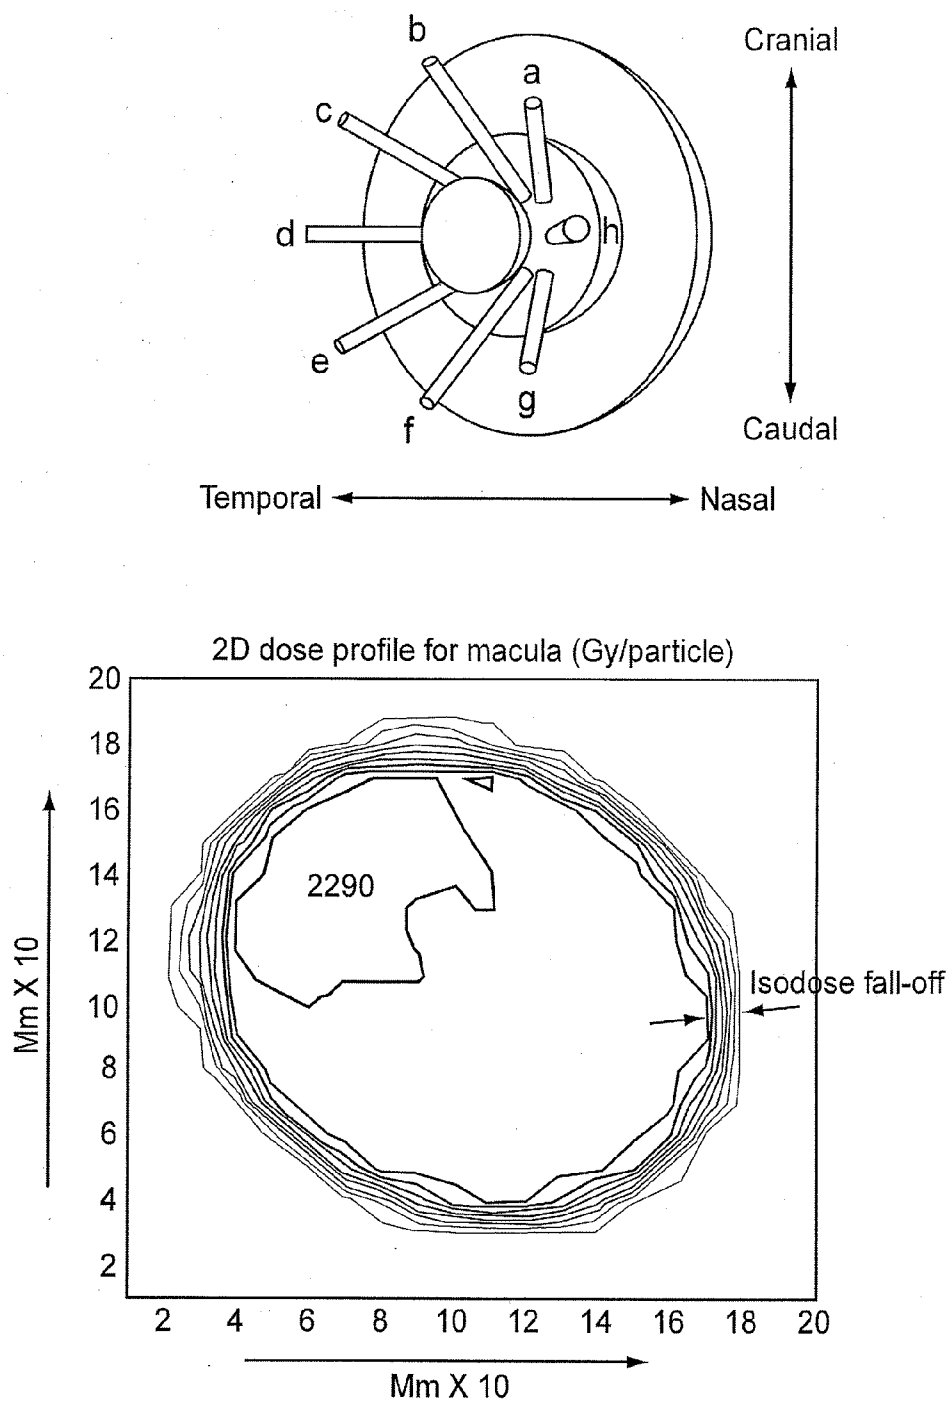 b
Cranial
a
c
d
h
e
g
f
Caudal
Temporal
Nasal
2D dose profile for macula (Gy/particle)
20
18
16
14
2290
12
Mm X 10
Isodose fall-off
10
8
6
4
2
2 4 6 8 10 12 14 16 18 20
Mm X 10